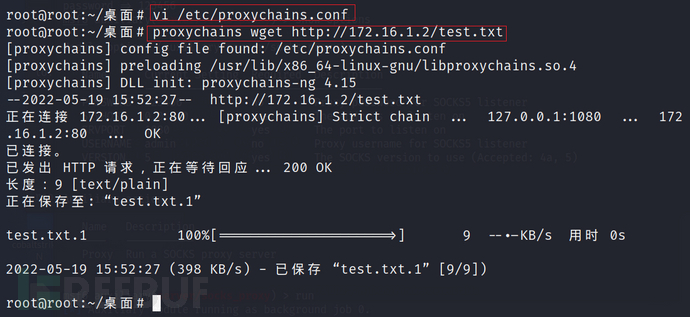 root@root:~/桌面# vi /etc/proxychains.conf
root@root:~/桌面# proxychains wget http://172.16.1.2/test.txt
[proxychains] config file found: /etc/proxychains.conf
[proxychains] preloading /usr/lib/x86_64-linux-gnu/libproxychains.so.4
[proxychains] DLL init: proxychains-ng 4.15
--2022-05-19 15:52:27--  http://172.16.1.2/test.txt
正在连接 172.16.1.2:80... [proxychains] Strict chain  ...  127.0.0.1:1080  ...  172
.16.1.2:80  ...  OK
已连接。
已发出 HTTP 请求，正在等待回应... 200 OK
长度：9 [text/plain]
正在保存至: “test.txt.1”
test.txt.1          100%[===================>]       9  --.-KB/s  用时 0s
2022-05-19 15:52:27 (398 KB/s) - 已保存 “test.txt.1” [9/9])
root@root:~/桌面#
REEBUF